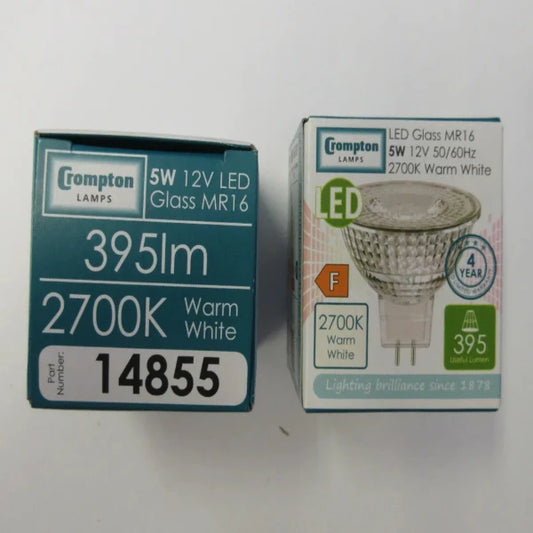 Crompton
LAMPS
5W 12V LED
Glass MR16
395lm
2700K Warm
White
Part
Number:
14855
Crompton
LAMPS
LED Glass MR16
5W 12V 50/60Hz
2700K Warm White
LED
4
YEAR
F
2700K
Warm
White
395
Useful Lumen
Lighting brilliance since 1878